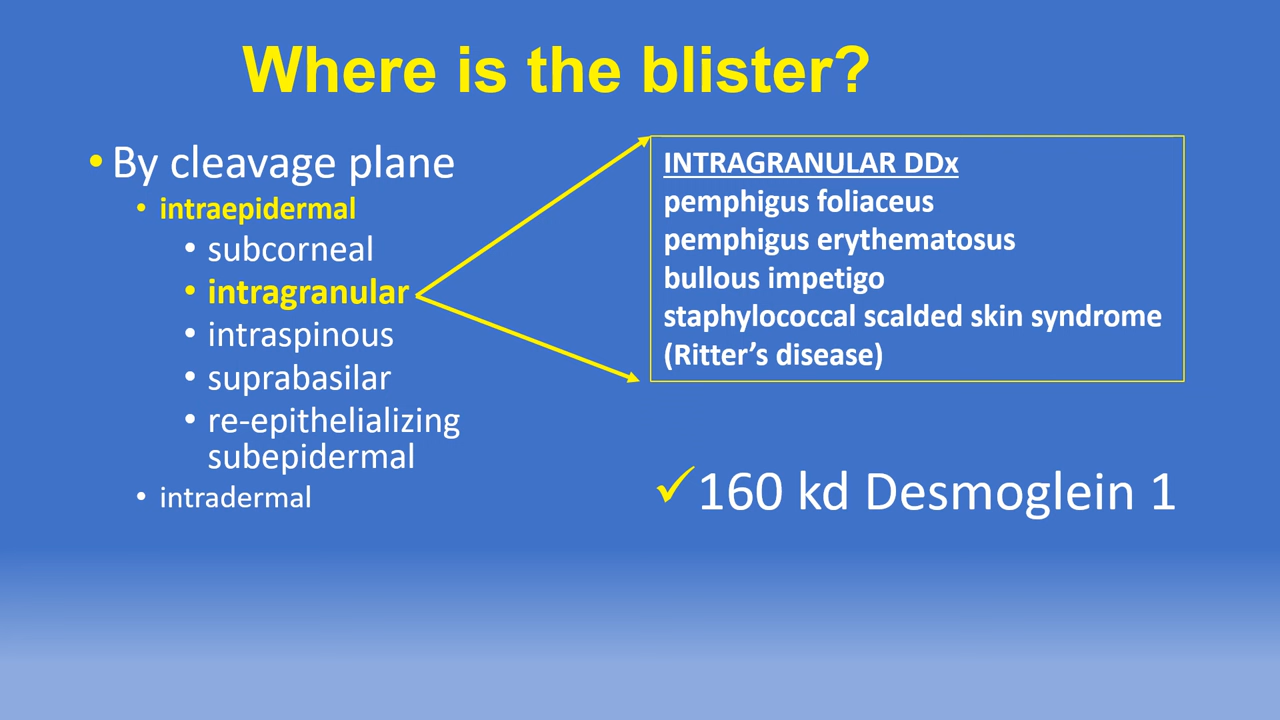 Where is the blister?
• By cleavage plane
• intraepidermal
• subcorneal
• intragranular
• intraspinous
• suprabasilar
• re-epithelializing
subepidermal
• intradermal
INTRAGRANULAR DDx
pemphigus foliaceus
pemphigus erythematosus
bullous impetigo
staphylococcal scalded skin syndrome
(Ritter’s disease)
✓160 kd Desmoglein 1